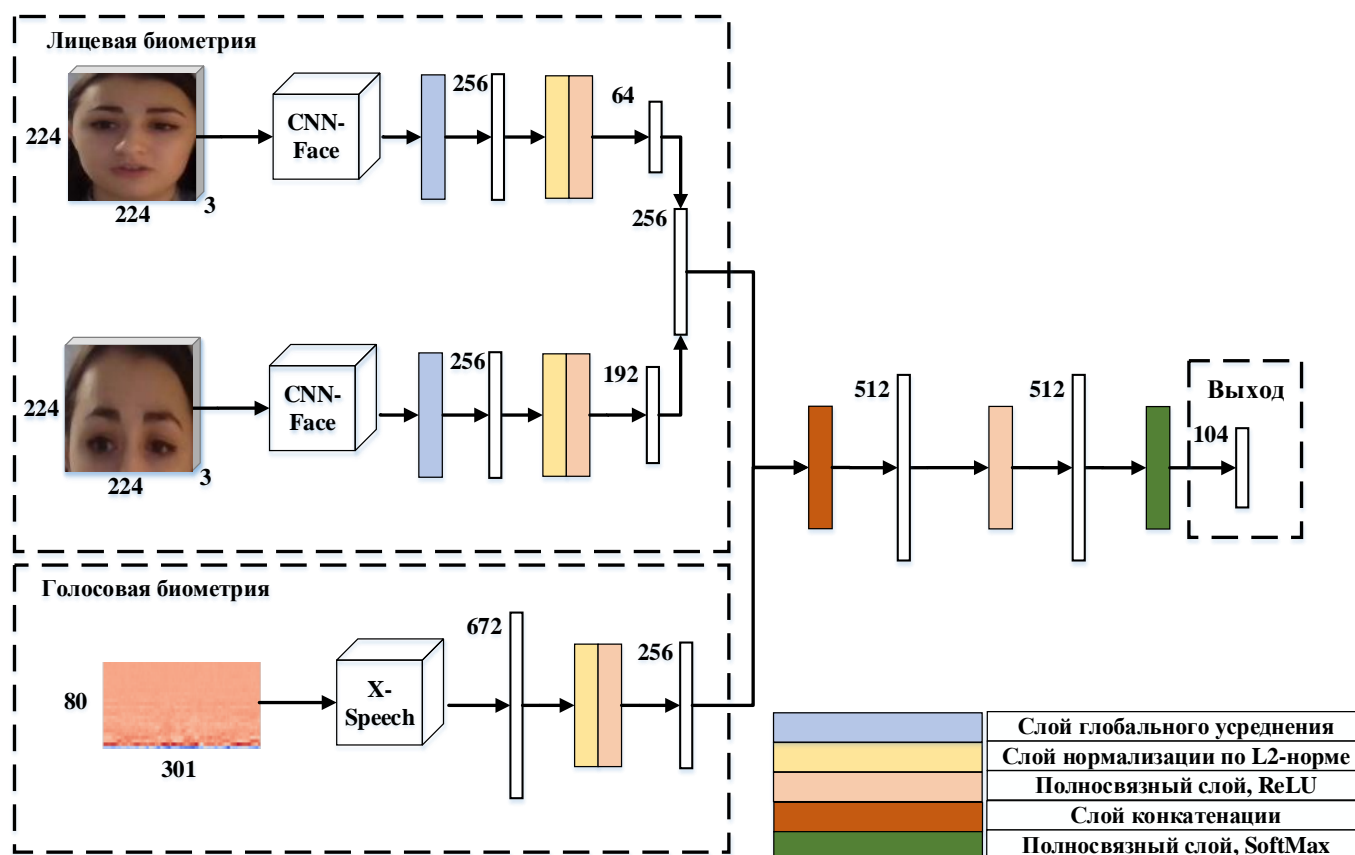 Лицевая биометрия
224
224
3
CNN-
Face
256
64
256
224
224
3
CNN-
Face
256
192
Голосовая биометрия
80
301
X-
Speech
672
256
512
512
Выход
104
Слой глобального усреднения
Слой нормализации по L2-норме
Полносвязный слой, ReLU
Слой конкатенации
Полносвязный слой, SoftMax